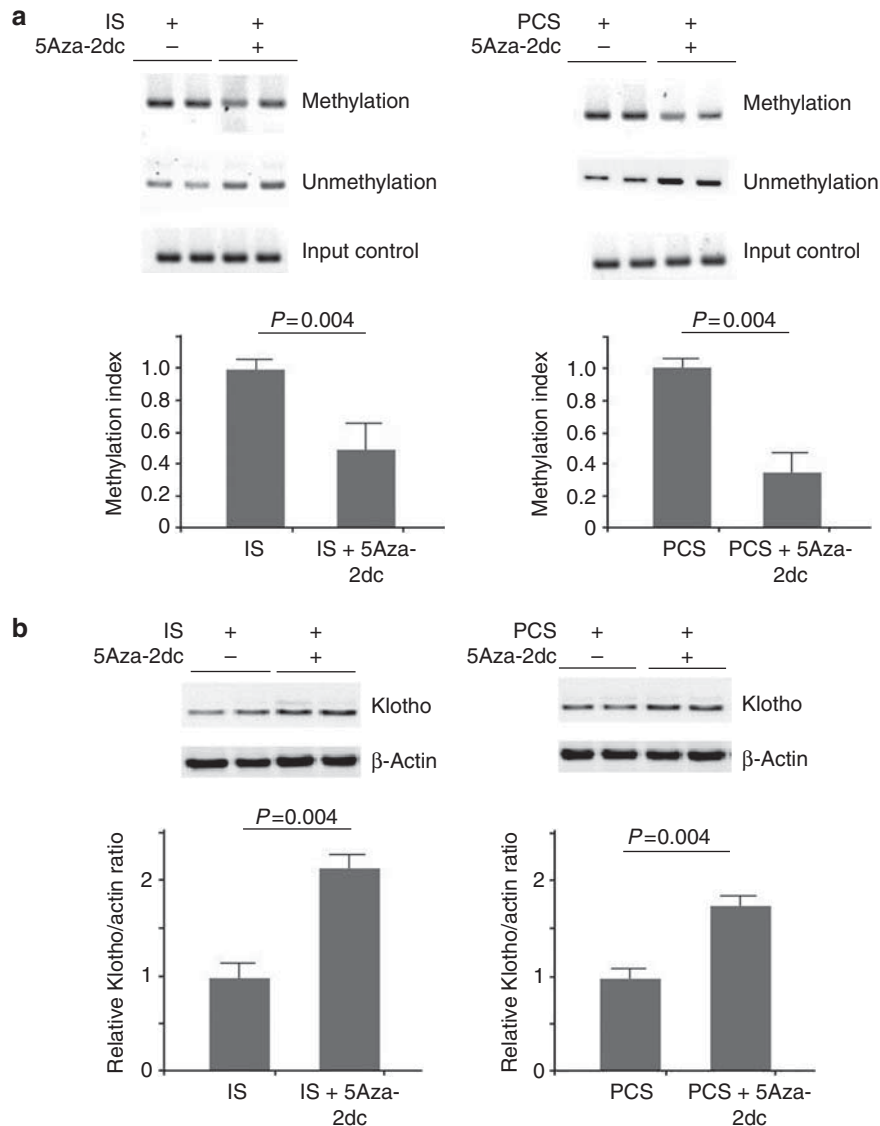 a
IS + +
5Aza-2dc – +
Methylation
Unmethylation
Input control
P=0.004
Methylation index
1.0
0.8
0.6
0.4
0.2
0
IS
IS + 5Aza-
2dc
PCS + +
5Aza-2dc – +
Methylation
Unmethylation
Input control
P=0.004
Methylation index
1.0
0.8
0.6
0.4
0.2
0
PCS
PCS + 5Aza-
2dc
b
IS + +
5Aza-2dc – +
Klotho
β-Actin
P=0.004
Relative Klotho/actin ratio
2
1
0
IS
IS + 5Aza-
2dc
PCS + +
5Aza-2dc – +
Klotho
β-Actin
P=0.004
Relative Klotho/actin ratio
2
1
0
PCS
PCS + 5Aza-
2dc